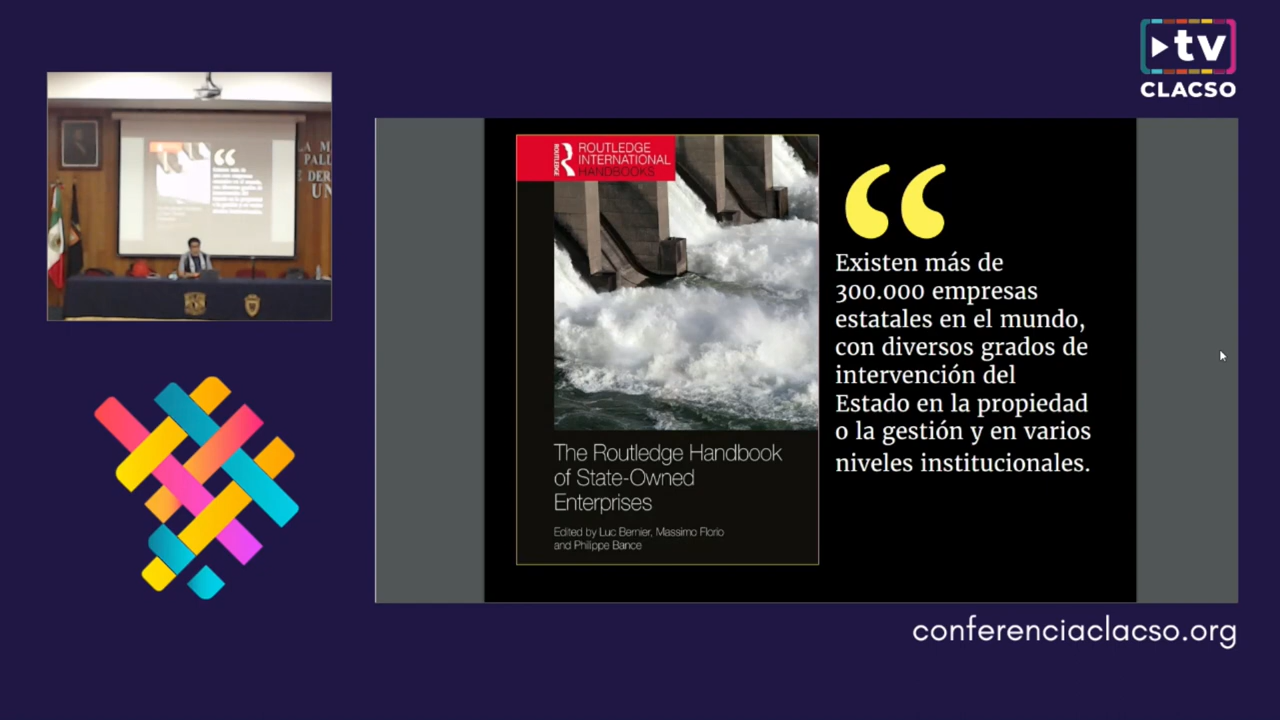 tv
CLACSO
ROUTLEDGE
ROUTLEDGE
INTERNATIONAL
HANDBOOKS
The Routledge Handbook
of State-Owned
Enterprises
Edited by Luc Bernier, Massimo Florio
and Philippe Bance
Existen más de
300.000 empresas
estatales en el mundo,
con diversos grados de
intervención del
Estado en la propiedad
o la gestión y en varios
niveles institucionales.
conferenciaclacso.org